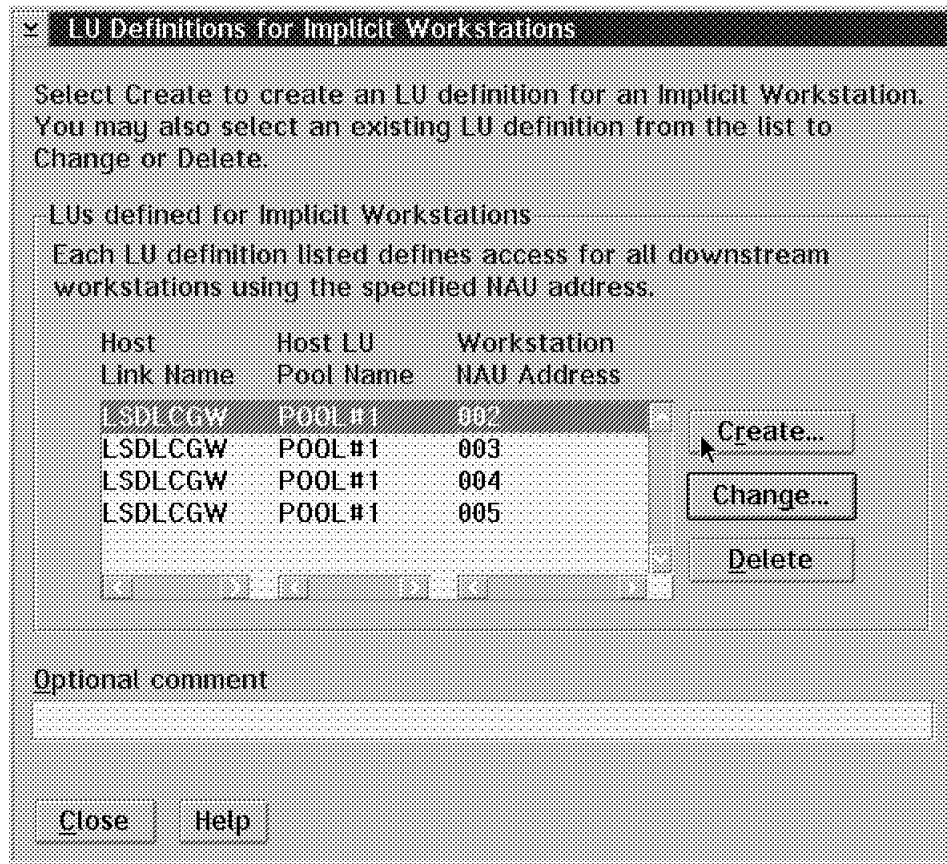 LU Definitions for Implicit Workstations
Select Create to create an LU definition for an Implicit Workstation.
You may also select an existing LU definition from the list to
Change or Delete.
LUs defined for Implicit Workstations
Each LU definition listed defines access for all downstream
workstations using the specified NAU address.
Host Host LU Workstation
Link Name Pool Name NAU Address
LSDLCGW POOL#1 002
LSDLCGW POOL#1 003
LSDLCGW POOL#1 004
LSDLCGW POOL#1 005
Create...
Change...
Delete
Optional comment
Close Help